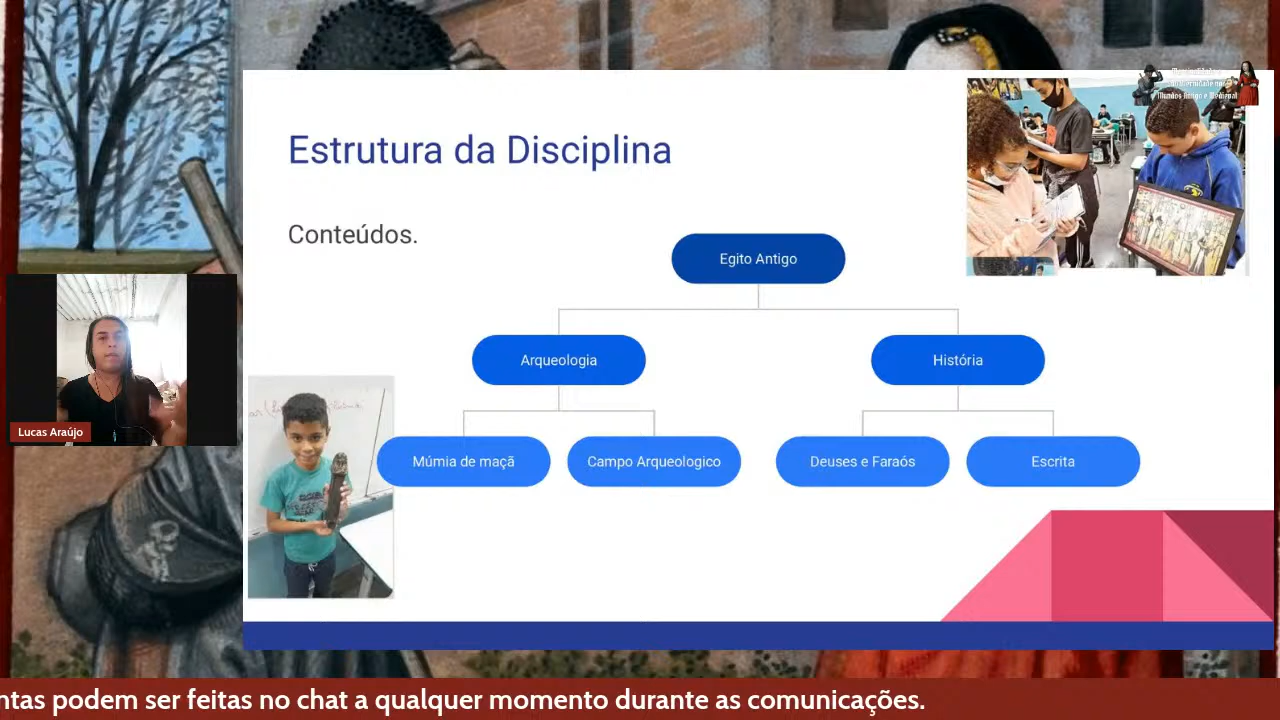 Estrutura da Disciplina
Conteúdos.
Egito Antigo
Arqueologia
História
Múmia de maçã
Campo Arqueologico
Deuses e Faraós
Escrita
Lucas Araújo
ntas podem ser feitas no chat a qualquer momento durante as comunicações.